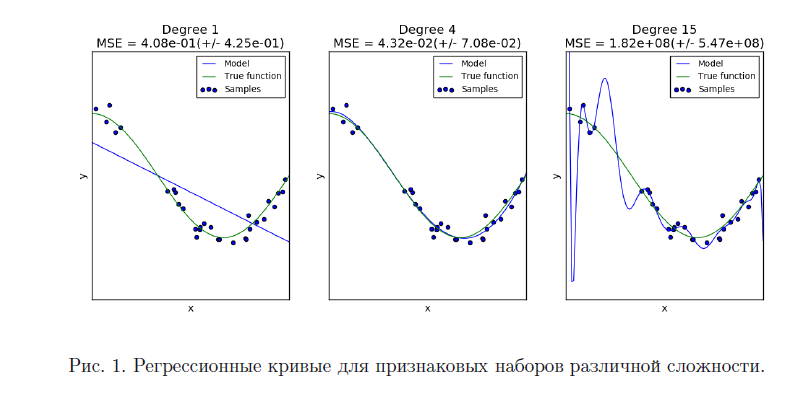 Degree 1
MSE = 4.08e-01(+/- 4.25e-01)
Model
True function
Samples
y
x
Degree 4
MSE = 4.32e-02(+/- 7.08e-02)
Model
True function
Samples
y
x
Degree 15
MSE = 1.82e+08(+/- 5.47e+08)
Model
True function
Samples
y
x
Рис. 1. Регрессионные кривые для признаковых наборов различной сложности.